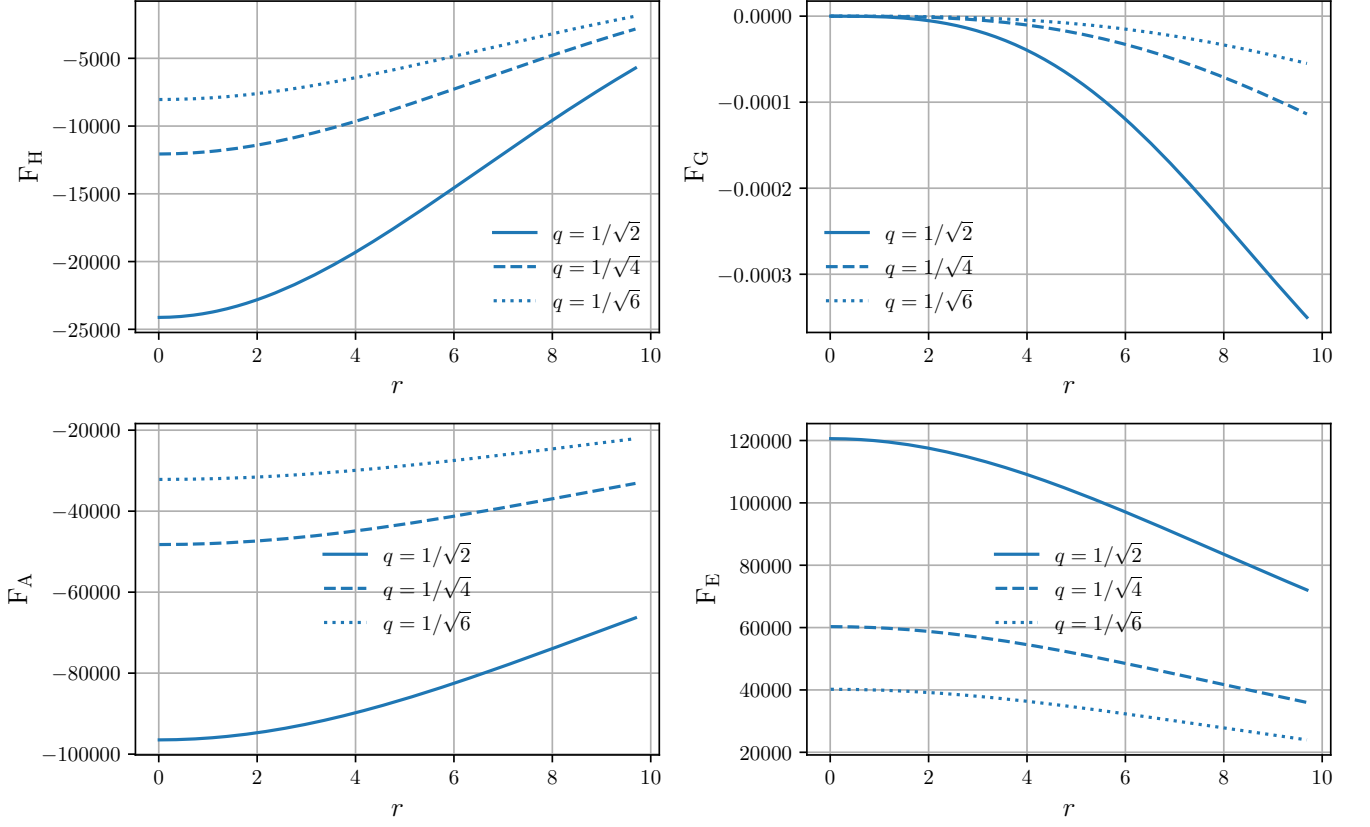 −5000
−10000
−15000
−20000
−25000
F_H
0 2 4 6 8 10
r
q = 1/√2
q = 1/√4
q = 1/√6
0.0000
−0.0001
−0.0002
−0.0003
F_G
0 2 4 6 8 10
r
q = 1/√2
q = 1/√4
q = 1/√6
−20000
−40000
−60000
−80000
−100000
F_A
0 2 4 6 8 10
r
q = 1/√2
q = 1/√4
q = 1/√6
120000
100000
80000
60000
40000
20000
F_E
0 2 4 6 8 10
r
q = 1/√2
q = 1/√4
q = 1/√6